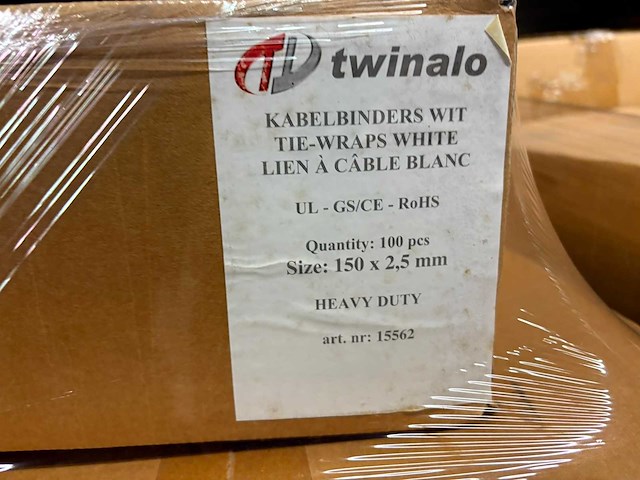 twinalo
KABELBINDERS WIT
TIE-WRAPS WHITE
LIEN À CÂBLE BLANC
UL - GS/CE - RoHS
Quantity: 100 pcs
Size: 150 x 2,5 mm
HEAVY DUTY
art. nr: 15562